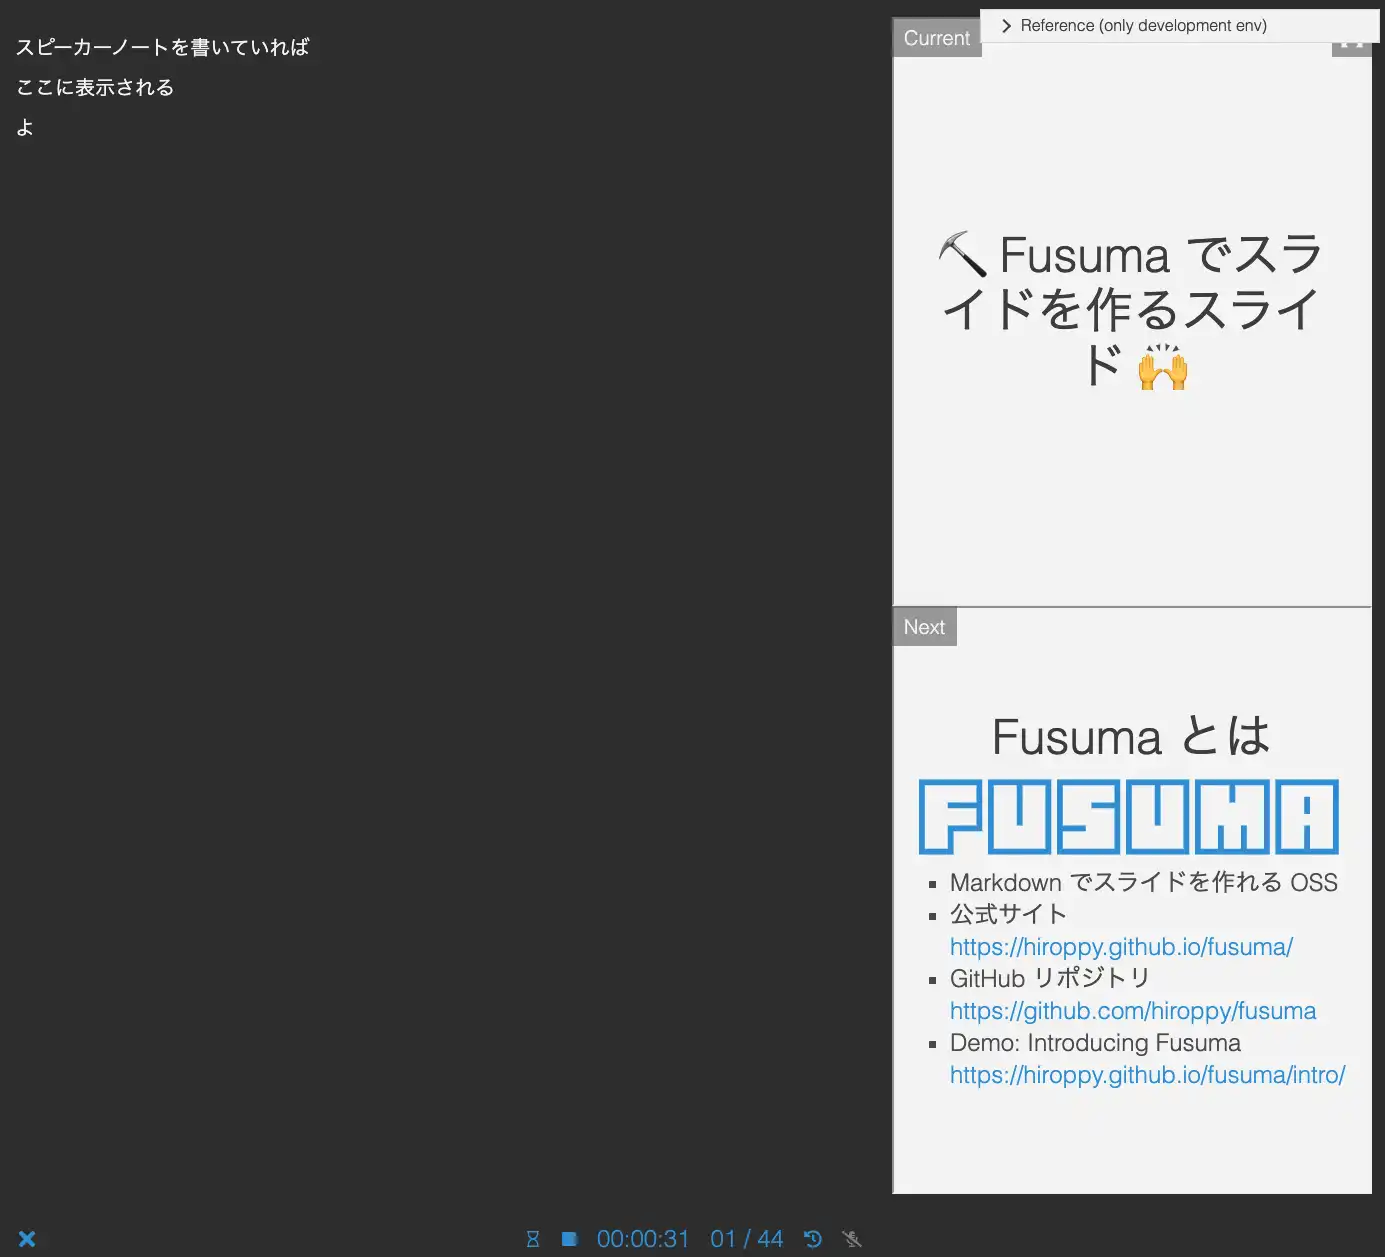 スピーカーノートを書いていれば
ここに表示される
よ
Current
Reference (only development env)
Fusuma でスラ
イドを作るスライ
ド 🙌
Next
Fusuma とは
FUSUMA
Markdown でスライドを作れる OSS
公式サイト
https://hiroppy.github.io/fusuma/
GitHub リポジトリ
https://github.com/hiroppy/fusuma
Demo: Introducing Fusuma
https://hiroppy.github.io/fusuma/intro/
00:00:31 01 / 44